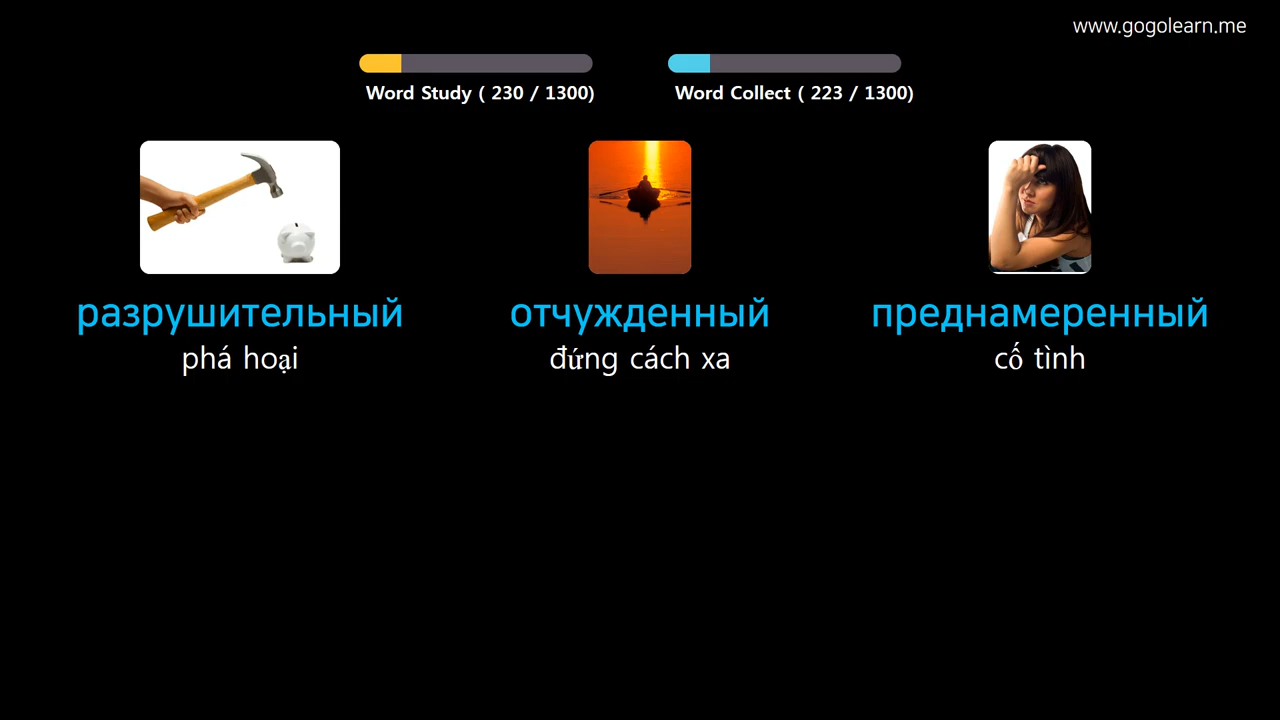 www.gogolearn.me
Word Study ( 230 / 1300)
Word Collect ( 223 / 1300)
разрушительный
отчужденный
преднамеренный
phá hoại
đứng cách xa
cố tình